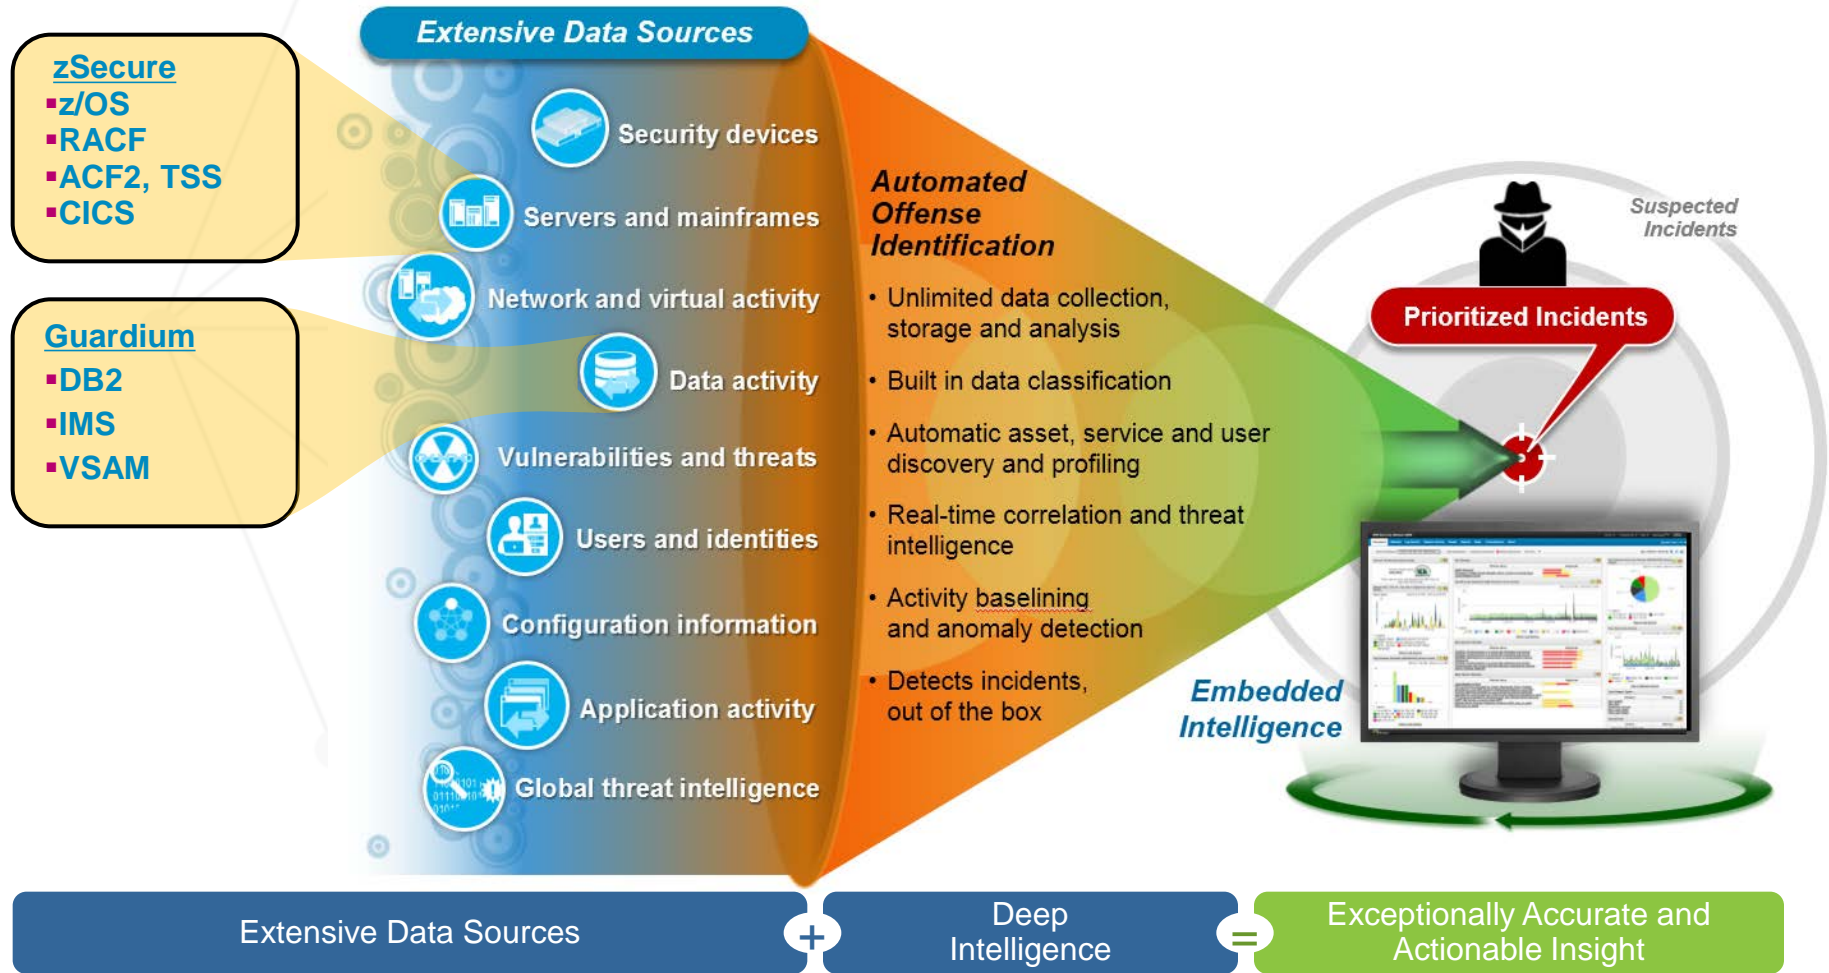 Extensive Data Sources
zSecure
▪z/OS
▪RACF
▪ACF2, TSS
▪CICS
Guardium
▪DB2
▪IMS
▪VSAM
Security devices
Servers and mainframes
Network and virtual activity
Data activity
Vulnerabilities and threats
Users and identities
Configuration information
Application activity
Global threat intelligence
Automated
Offense
Identification
• Unlimited data collection,
storage and analysis
• Built in data classification
• Automatic asset, service and user
discovery and profiling
• Real-time correlation and threat
intelligence
• Activity baselining
and anomaly detection
• Detects incidents,
out of the box
Suspected
Incidents
Prioritized Incidents
Embedded
Intelligence
Extensive Data Sources
+
Deep
Intelligence
=
Exceptionally Accurate and
Actionable Insight